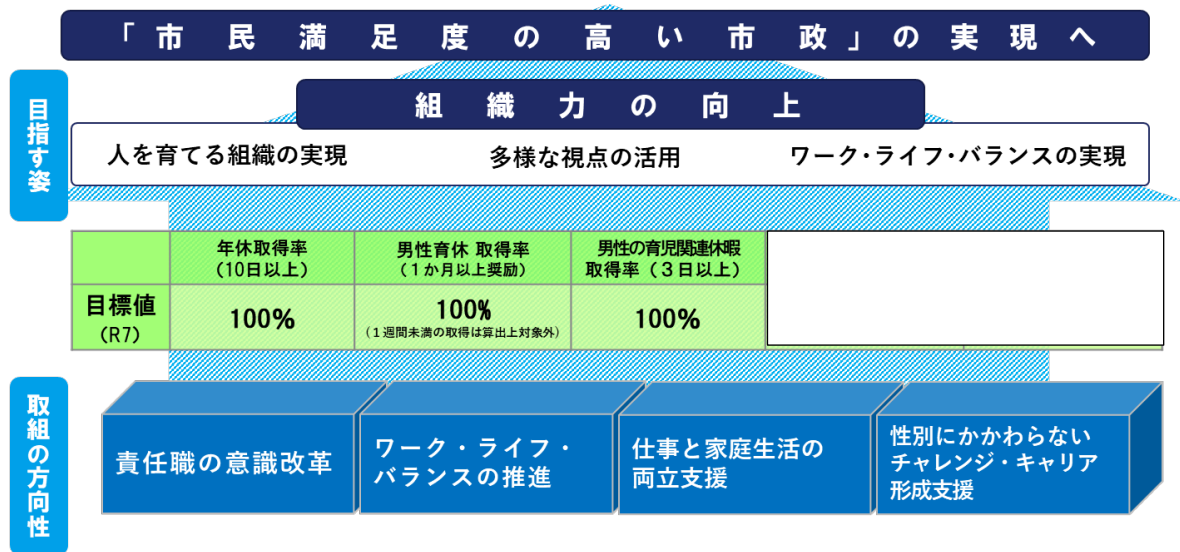 「市民満足度の高い市政」の実現へ
目指す姿
組織力の向上
人を育てる組織の実現
多様な視点の活用
ワーク・ライフ・バランスの実現
年休取得率
(10日以上)
男性育休 取得率
(1か月以上奨励)
男性の育児関連休暇
取得率(3日以上)
目標値
(R7)
100%
100%
(1週間未満の取得は算出上対象外)
100%
取組の方向性
責任職の意識改革
ワーク・ライフ・
バランスの推進
仕事と家庭生活の
両立支援
性別にかかわらない
チャレンジ・キャリア
形成支援